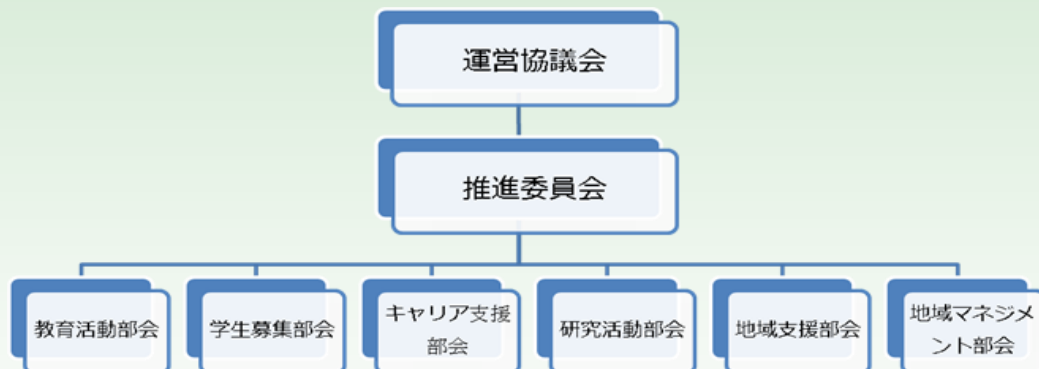 運営協議会
推進委員会
教育活動部会
学生募集部会
キャリア支援
部会
研究活動部会
地域支援部会
地域マネジメ
ント部会